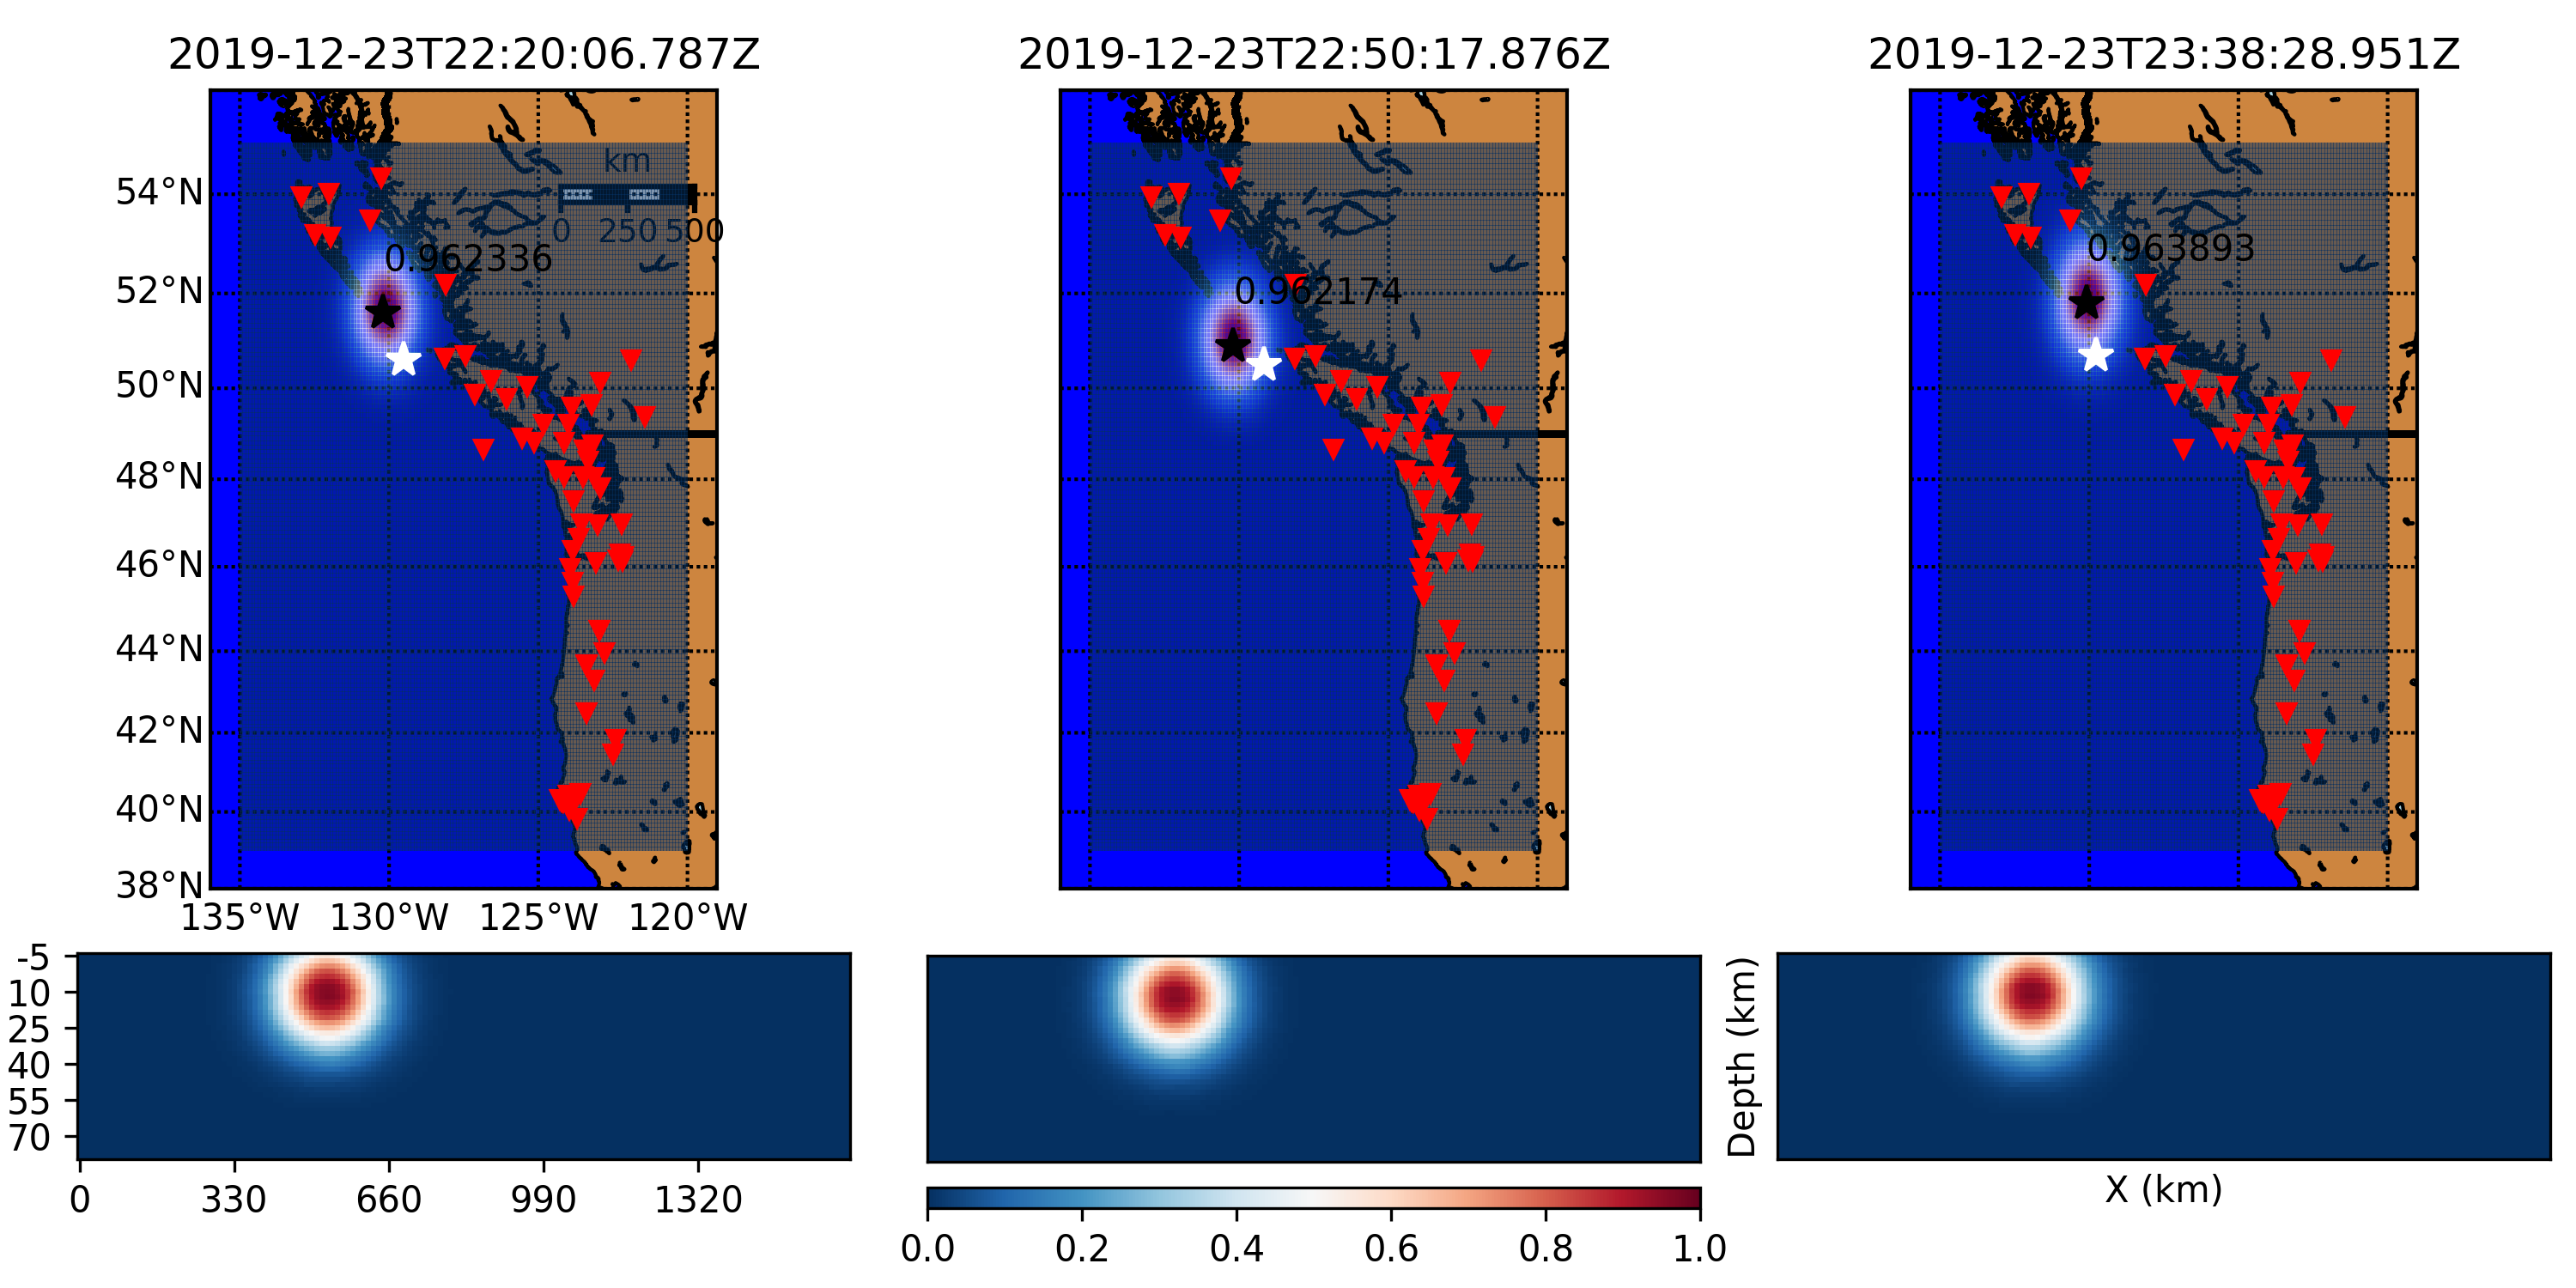 2019-12-23T22:20:06.787Z
2019-12-23T22:50:17.876Z
2019-12-23T23:38:28.951Z
km
0 250 500
0.962336
0.962174
0.963893
54°N
52°N
50°N
48°N
46°N
44°N
42°N
40°N
38°N
135°W 130°W 125°W 120°W
-5
10
25
40
55
70
0 330 660 990 1320
0.0 0.2 0.4 0.6 0.8 1.0
Depth (km)
X (km)